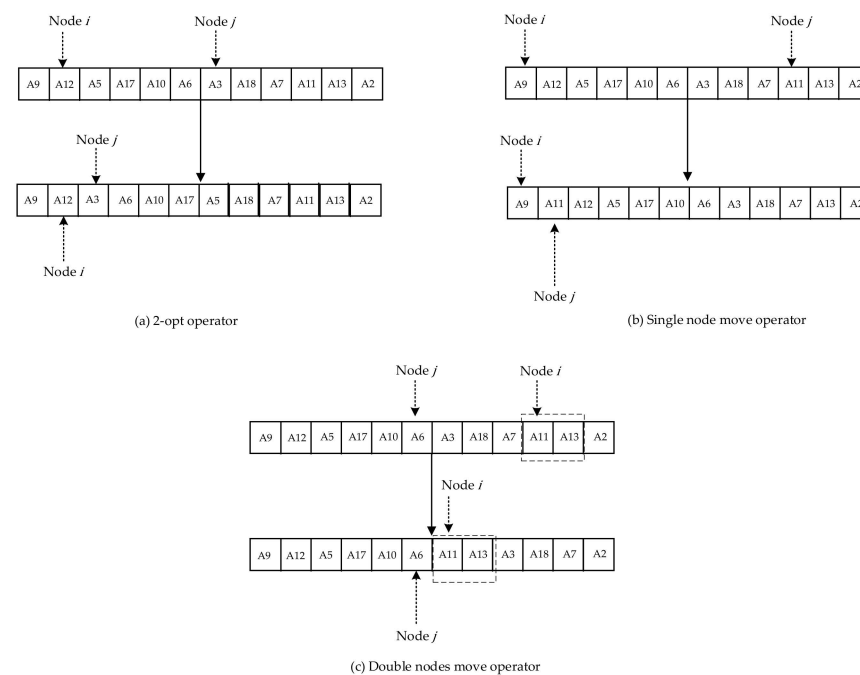 Node i Node j
A9 A12 A5 A17 A10 A6 A3 A18 A7 A11 A13 A2
Node j
A9 A12 A3 A6 A10 A17 A5 A18 A7 A11 A13 A2
Node i
(a) 2-opt operator
Node i Node j
A9 A12 A5 A17 A10 A6 A3 A18 A7 A11 A13 A2
Node i
A9 A11 A12 A5 A17 A10 A6 A3 A18 A7 A13 A2
Node j
(b) Single node move operator
Node j Node i
A9 A12 A5 A17 A10 A6 A3 A18 A7 A11 A13 A2
Node i
A9 A12 A5 A17 A10 A6 A11 A13 A3 A18 A7 A2
Node j
(c) Double nodes move operator